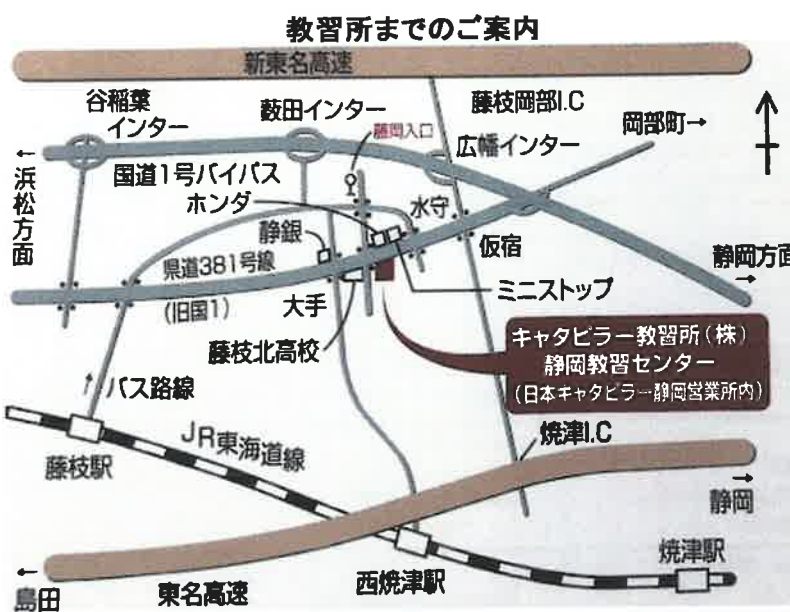 教習所までのご案内
新東名高速
谷稲葉
インター
薮田インター
藤岡入口
藤枝岡部I.C
岡部町→
広幡インター
←
浜松方面
国道1号バイパス
ホンダ
水守
静銀
仮宿
静岡方面
→
県道381号線
(旧国1)
大手
ミニストップ
藤枝北高校
キャタピラー教習所(株)
静岡教習センター
(日本キャタピラー静岡営業所内)
→
バス路線
JR東海道線
焼津I.C
藤枝駅
→
静岡
←
島田
東名高速
西焼津駅
焼津駅